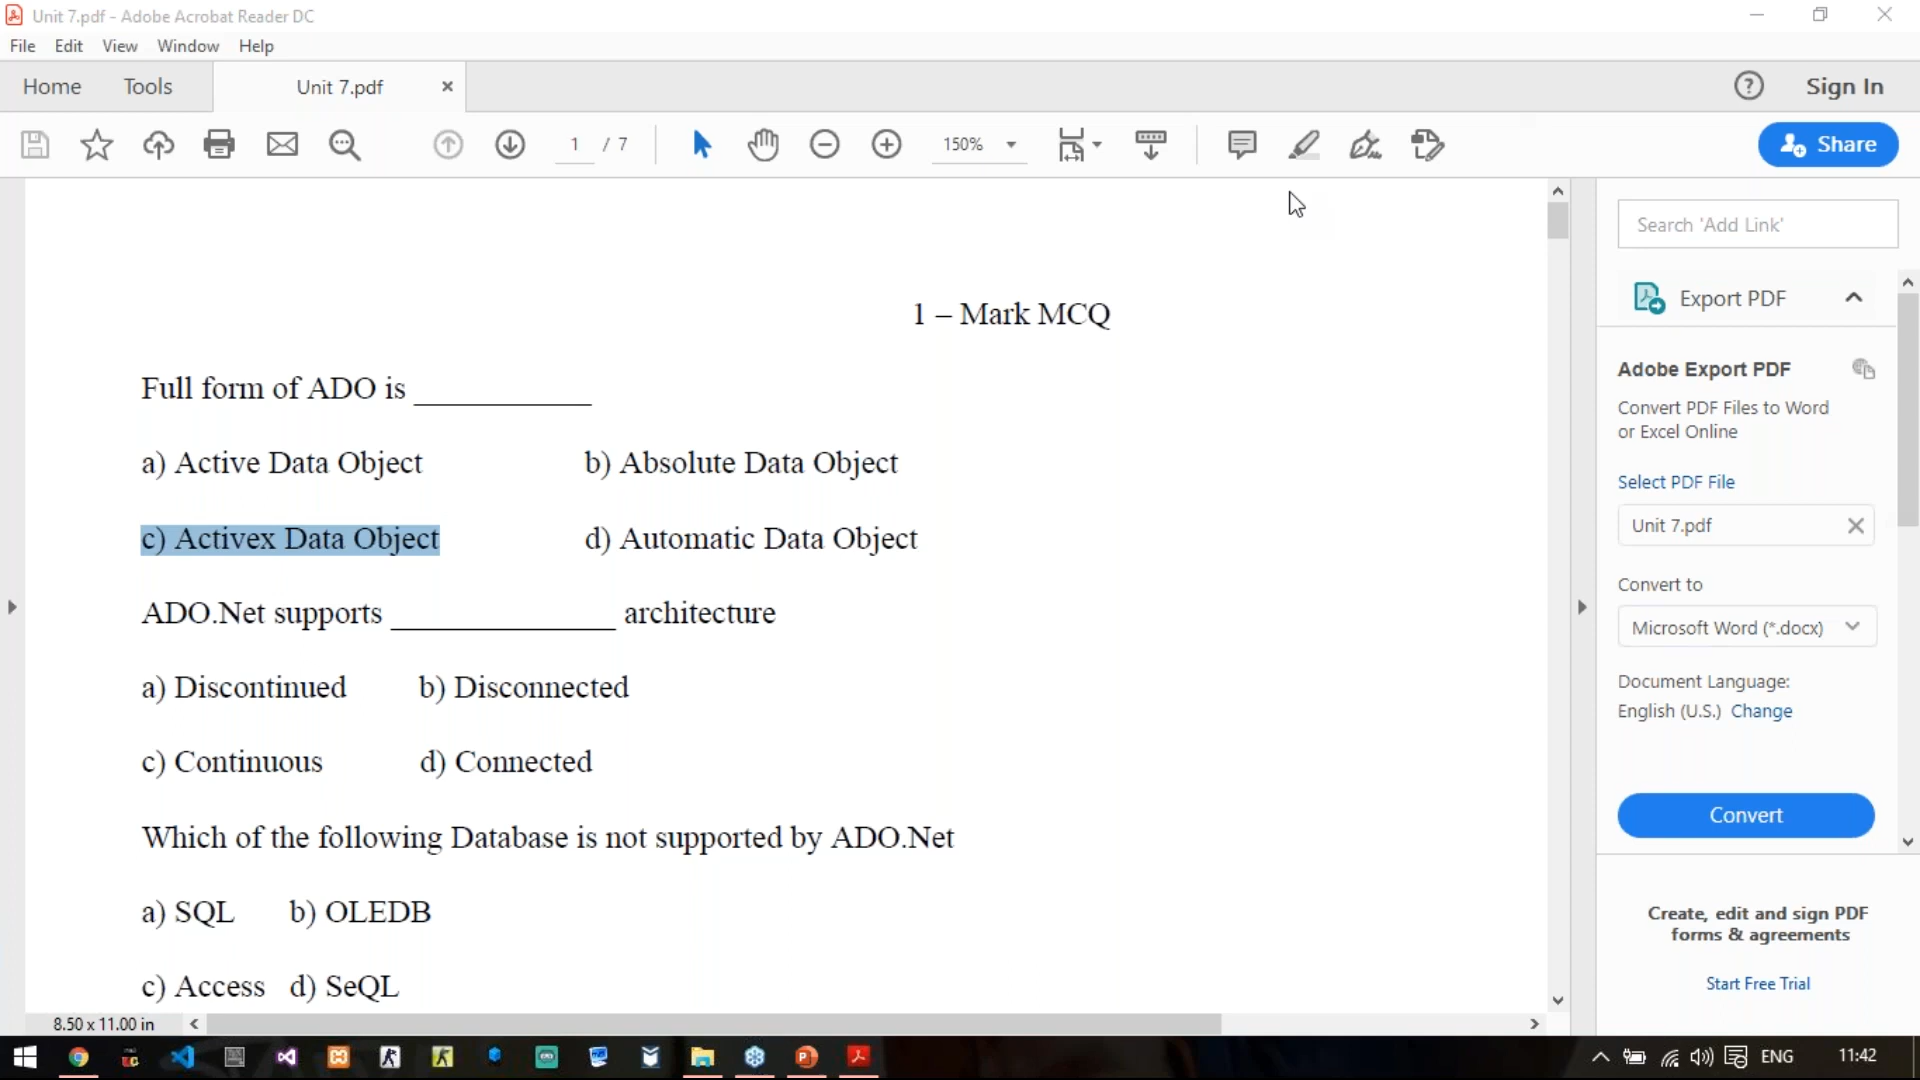 Unit 7.pdf - Adobe Acrobat Reader DC
File Edit View Window Help
Home Tools Unit 7.pdf Sign In
1 / 7 150% Share
Search 'Add Link'
1 – Mark MCQ
Export PDF
Full form of ADO is ___________
Adobe Export PDF
Convert PDF Files to Word
or Excel Online
a) Active Data Object b) Absolute Data Object
Select PDF File
c) Activex Data Object d) Automatic Data Object
Unit 7.pdf
Convert to
ADO.Net supports ______________ architecture
Microsoft Word (*.docx)
a) Discontinued b) Disconnected
Document Language:
English (U.S.) Change
c) Continuous d) Connected
Convert
Which of the following Database is not supported by ADO.Net
a) SQL b) OLEDB
Create, edit and sign PDF
forms & agreements
c) Access d) SeQL
Start Free Trial
8.50 x 11.00 in
ENG 11:42